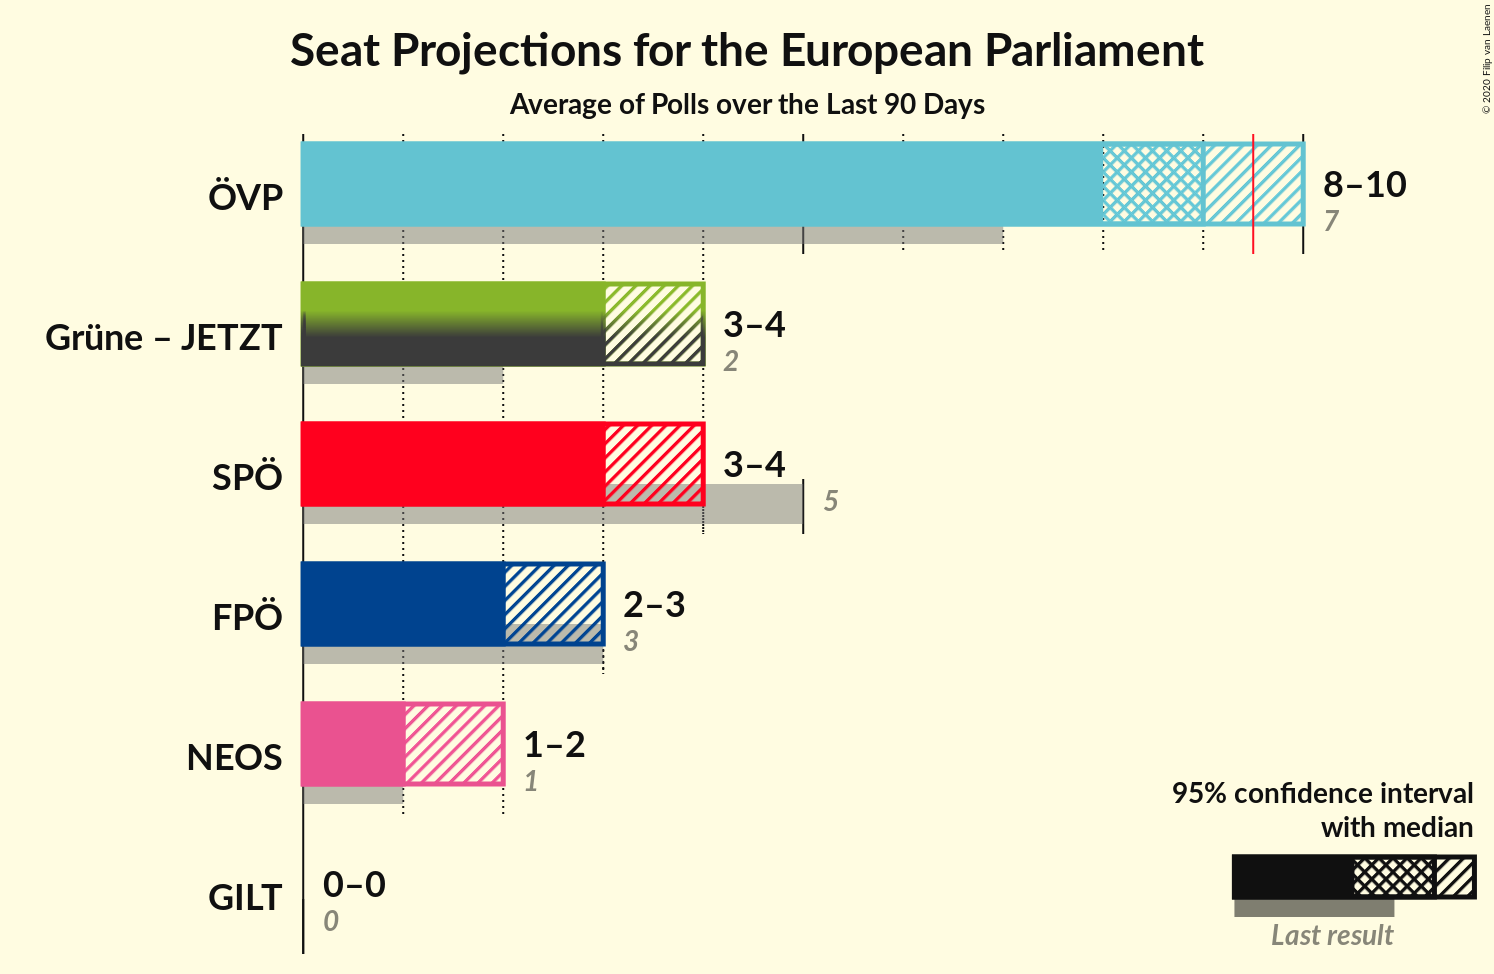 Seat Projections for the European Parliament
Average of Polls over the Last 90 Days
© 2020 Filip van Laenen
ÖVP
8–10
7
Grüne – JETZT
3–4
2
SPÖ
3–4
5
FPÖ
2–3
3
NEOS
1–2
1
GILT
0–0
0
95% confidence interval
with median
Last result